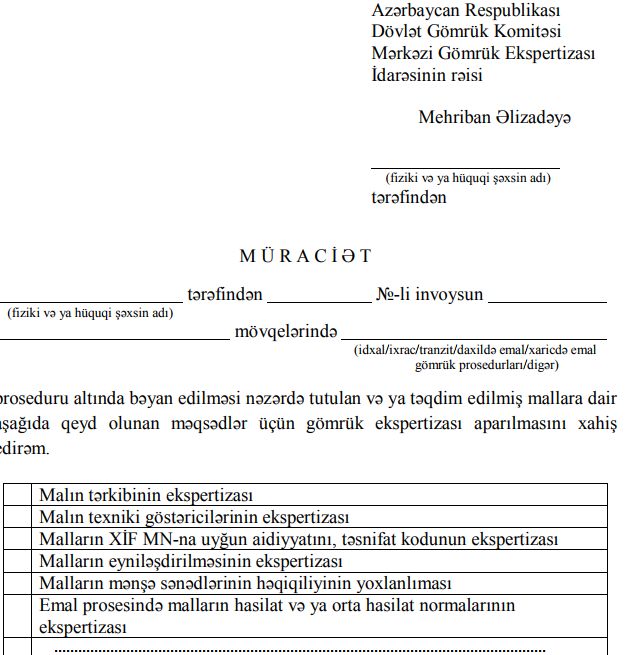 Azərbaycan Respublikası
Dövlət Gömrük Komitəsi
Mərkəzi Gömrük Ekspertizası
İdarəsinin rəisi
Mehriban Əlizadəyə
____________________
(fiziki və ya hüquqi şəxsin adı)
tərəfindən
M Ü R A C İ Ə T
____________________ tərəfindən ___________ №-li invoysun _____________
(fiziki və ya hüquqi şəxsin adı)
_________________________ mövqelərində ____________________________
(idxal/ixrac/tranzit/daxildə emal/xaricdə emal
gömrük prosedurları/digər)
proseduru altında bəyan edilməsi nəzərdə tutulan və ya təqdim edilmiş mallara dair
aşağıda qeyd olunan məqsədlər üçün gömrük ekspertizası aparılmasını xahiş
edirəm.
Malın tərkibinin ekspertizası
Malın texniki göstəricilərinin ekspertizası
Malların XİF MN-na uyğun aidiyyatını, təsnifat kodunun ekspertizası
Malların eyniləşdirilməsinin ekspertizası
Malların mənşə sənədlərinin həqiqiliyinin yoxlanlıması
Emal prosesində malların hasilat və ya orta hasilat normalarının
ekspertizası
..........................................................................................................................